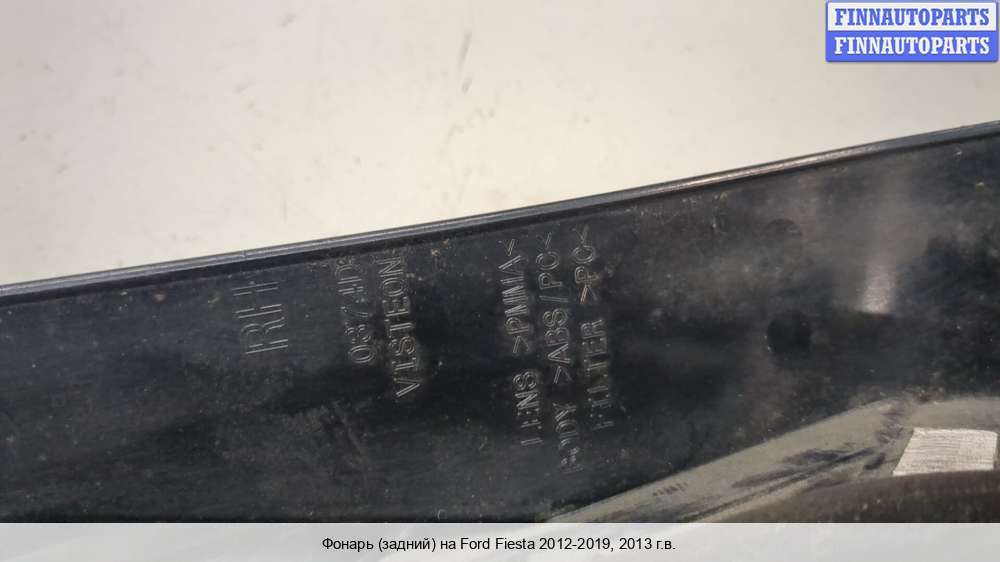 FINNAUTOPARTS
FINNAUTOPARTS
RH
VISTEON
LENS >PMMA<
BODY >ABS/PC<
FILTER >PC<
Фонарь (задний) на Ford Fiesta 2012-2019, 2013 г.в.